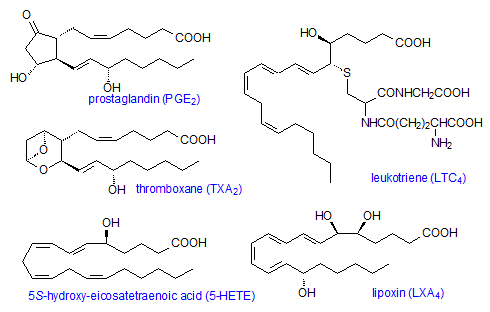 O
COOH
HO
OH
prostaglandin (PGE2)
HO
COOH
S
CONHCH2COOH
HNCO(CH2)2CHCOOH
NH2
leukotriene (LTC4)
O
O
COOH
OH
thromboxane (TXA2)
OH
COOH
5S-hydroxy-eicosatetraenoic acid (5-HETE)
HO OH
COOH
OH
lipoxin (LXA4)